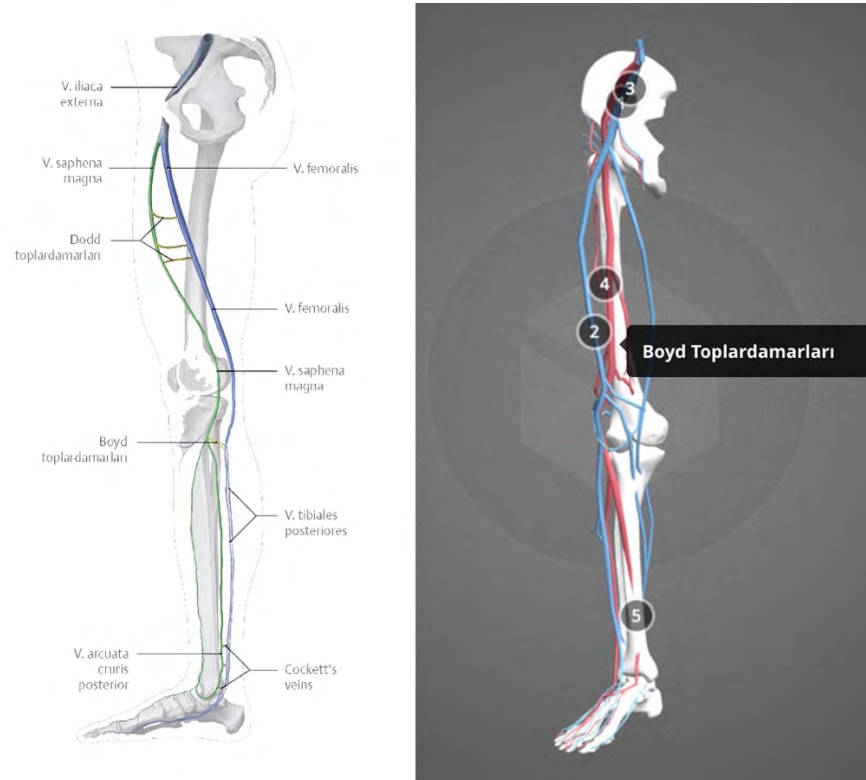 V. iliaca
externa
V. saphena
magna
V. femoralis
Dodd
toplardamarları
V. femoralis
V. saphena
magna
Boyd
toplardamarları
V. tibiales
posteriores
V. arcuata
cruris
posterior
Cockett's
veins
3
4
2
Boyd Toplardamarları
5